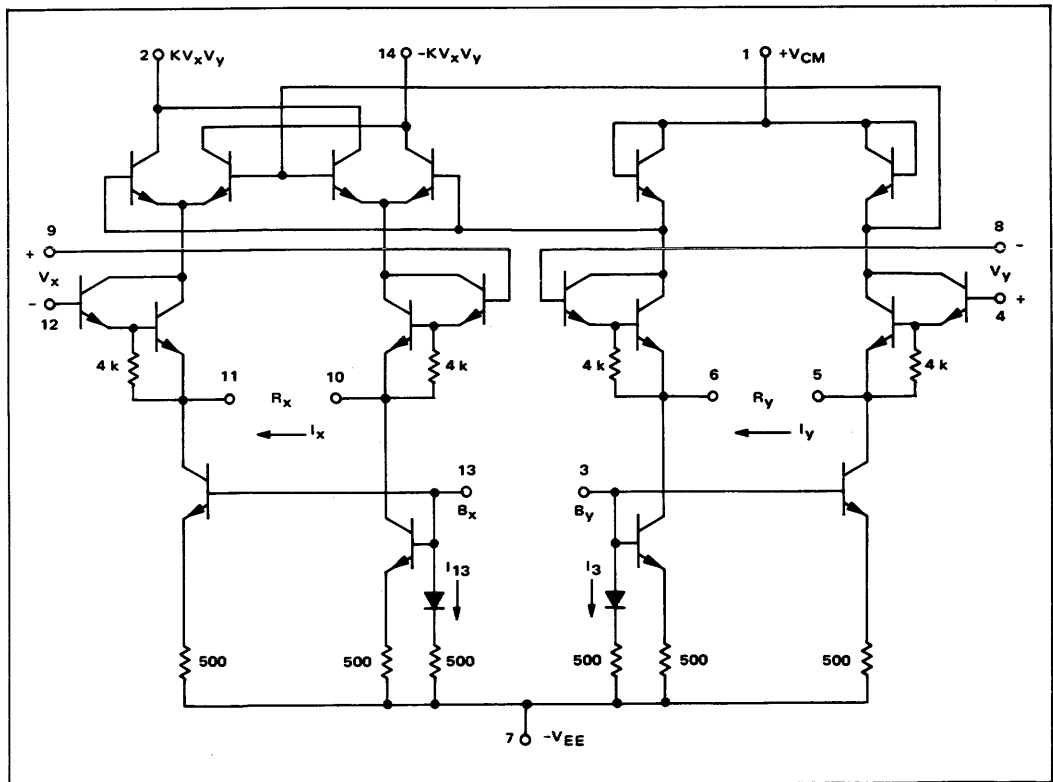 2 KVxVy 14 -KVxVy 1 +VCM
9 8
+ -
Vx Vy
- +
12 4
4 k 4 k 4 k 4 k
11 10 6 5
Rx Ry
Ix Iy
13 3
Bx By
I13 I3
500 500 500 500 500 500
7 -VEE